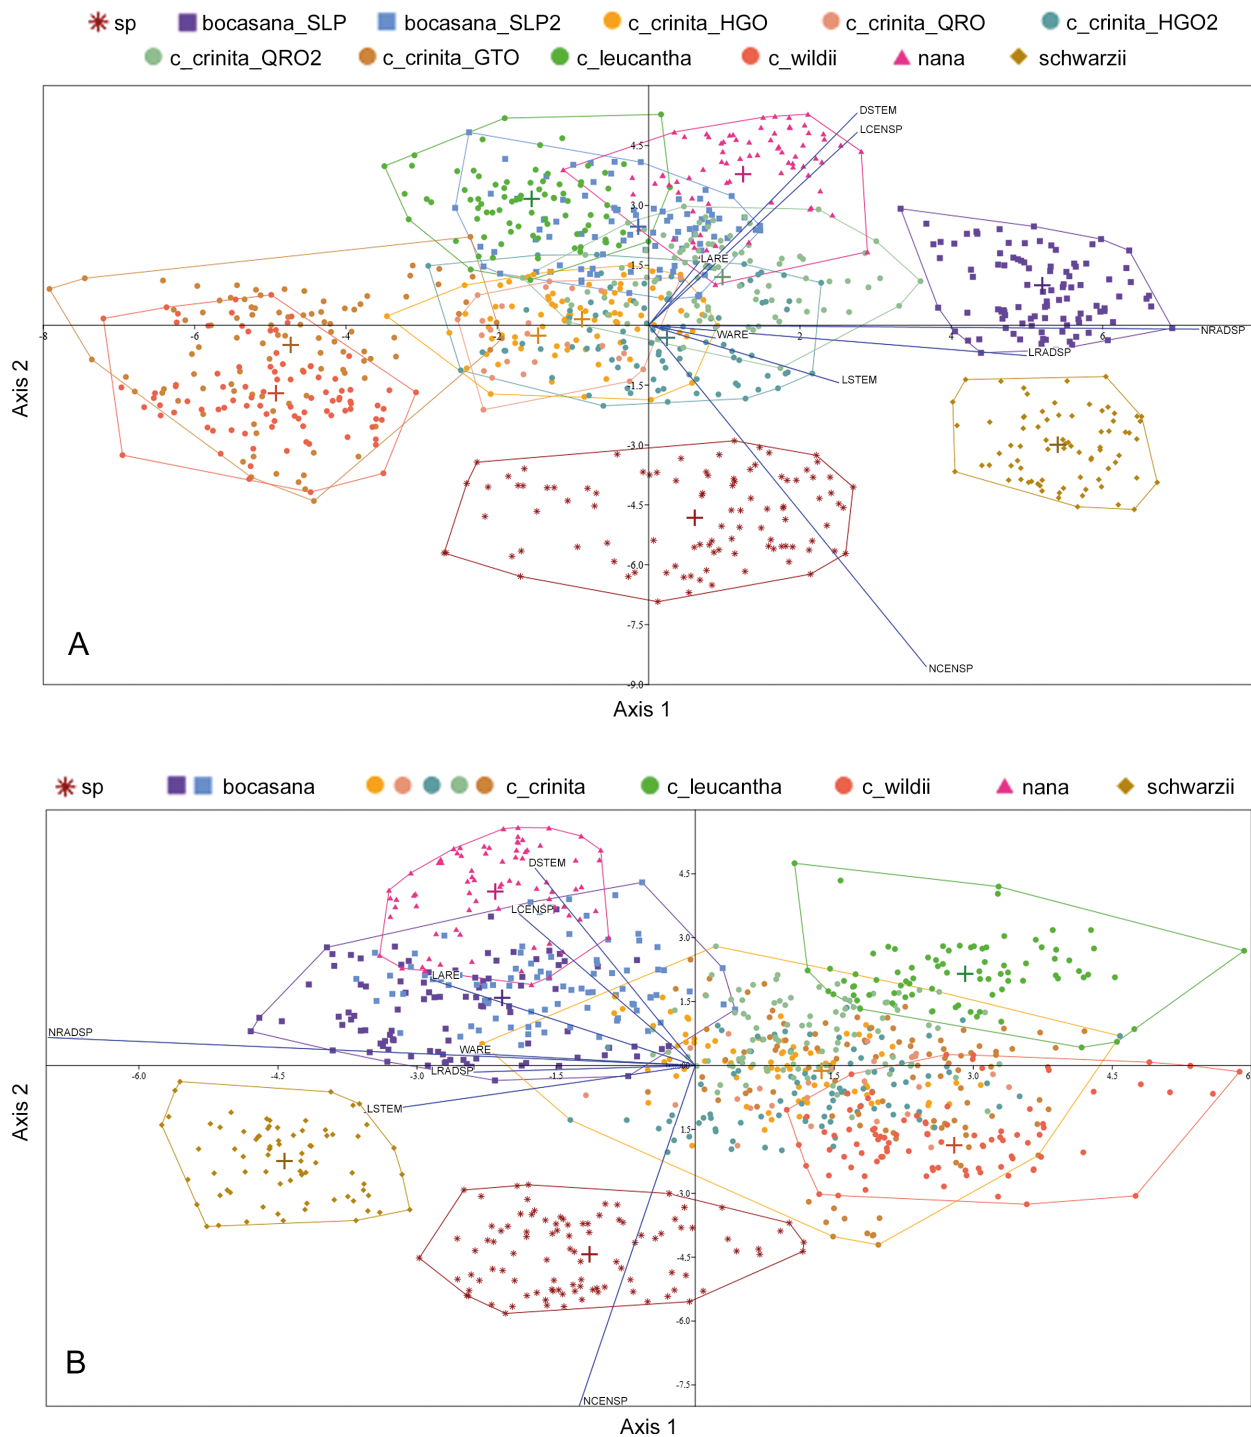 sp bocasana_SLP bocasana_SLP2 c_crinita_HGO c_crinita_QRO c_crinita_HGO2
c_crinita_QRO2 c_crinita_GTO c_leucantha c_wildii nana schwarzii
DSTEM
LCENSP
4.5
3.0
LARE
1.5
-8 -6 -4 -2 2 4 6 NRADSP
WARE
LRADSP
LSTEM
-1.5
-3.0
-4.5
-6.0
-7.5
NCENSP
-9.0
A
Axis 2
Axis 1
sp bocasana c_crinita c_leucantha c_wildii nana schwarzii
DSTEM
4.5
LCENSP
3.0
LARE
1.5
NRADSP
WARE
LRADSP
-6.0 -4.5 -3.0 -1.5 1.5 3.0 4.5 6
LSTEM
1.5
3.0
-4.5
-6.0
-7.5
NCENSP
B
Axis 2
Axis 1